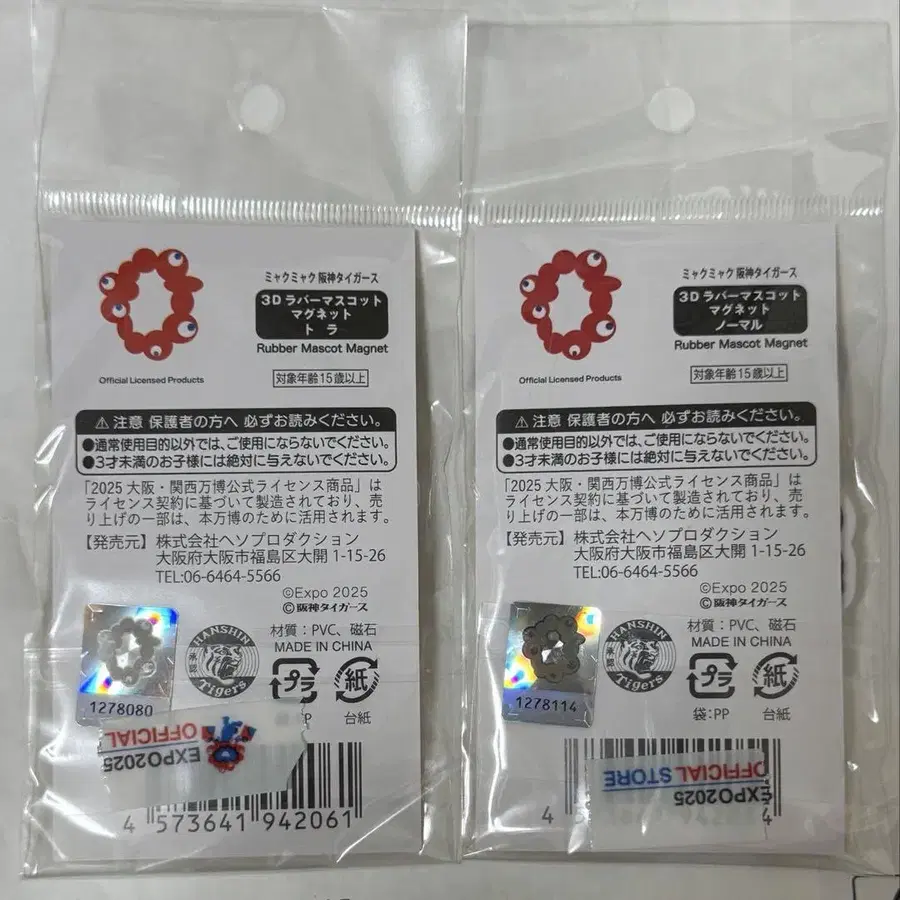 ミャクミャク 阪神タイガース
3Dラバーマスコット
マグネット
トラ
Rubber Mascot Magnet
Official Licensed Products
対象年齢15歳以上
⚠注意 保護者の方へ 必ずお読みください。
●通常使用目的以外では、ご使用にならないでください。
●3才未満のお子様には絶対に与えないでください。
「2025 大阪・関西万博公式ライセンス商品」は
ライセンス契約に基づいて製造されており、売
り上げの一部は、本万博のために活用されます。
【発売元】株式会社ヘソプロダクション
大阪府大阪市福島区大開 1-15-26
TEL:06-6464-5566
©Expo 2025
©阪神タイガース
材質:PVC、磁石
MADE IN CHINA
HANSHIN
承認
Tigers
プラ
紙
台紙
1278080
EXPO2025
OFFICIAL
4 573641 942061
ミャクミャク 阪神タイガース
3Dラバーマスコット
マグネット
ノーマル
Rubber Mascot Magnet
Official Licensed Products
対象年齢15歳以上
⚠注意 保護者の方へ 必ずお読みください。
●通常使用目的以外では、ご使用にならないでください。
●3才未満のお子様には絶対に与えないでください。
「2025 大阪・関西万博公式ライセンス商品」は
ライセンス契約に基づいて製造されており、売
り上げの一部は、本万博のために活用されます。
【発売元】株式会社ヘソプロダクション
大阪府大阪市福島区大開 1-15-26
TEL:06-6464-5566
©Expo 2025
©阪神タイガース
材質:PVC、磁石
MADE IN CHINA
HANSHIN
承認
Tigers
プラ
紙
袋:PP
台紙
1278114
EXPO2025
OFFICIAL STORE